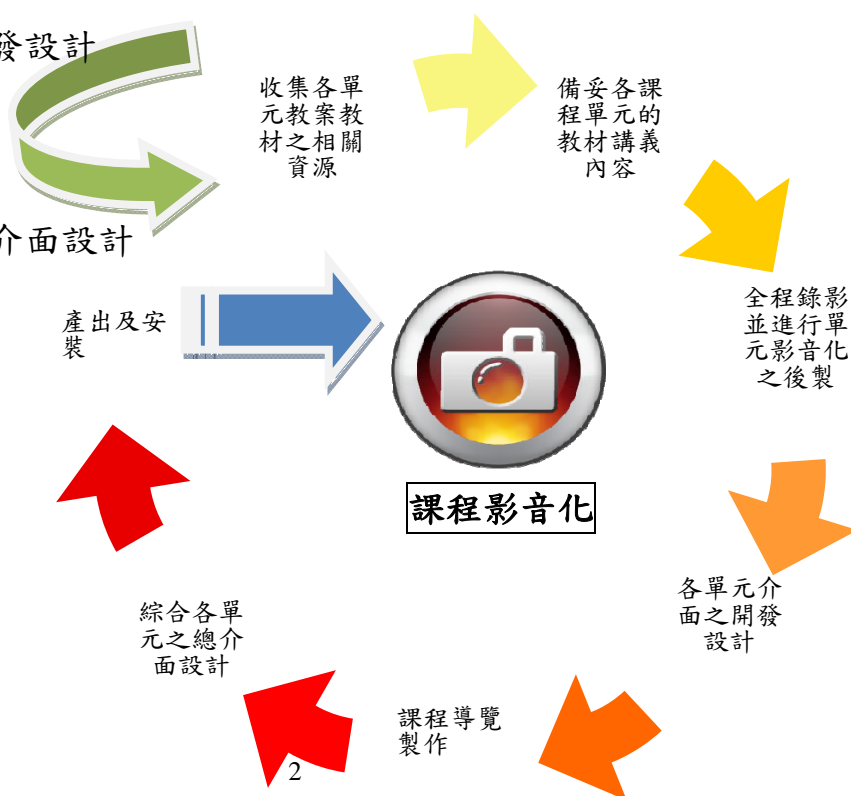 發設計
收集各單
元教案教
材之相關
資源
備妥各課
程單元的
教材講義
內容
介面設計
全程錄影
並進行單
元影音化
之後製
產出及安
裝
課程影音化
各單元介
面之開發
設計
綜合各單
元之總介
面設計
課程導覽
製作
2